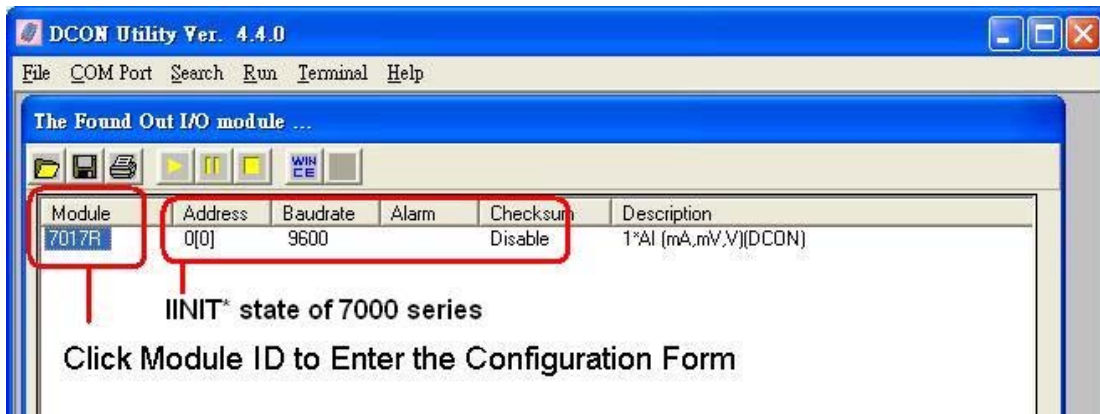 DCON Utility Ver. 4.4.0
File COM Port Search Run Terminal Help
The Found Out I/O module ...
WIN
CE
Module Address Baudrate Alarm Checksum Description
7017R 0[0] 9600 Disable 1*AI (mA,mV,V)(DCON)
IINIT* state of 7000 series
Click Module ID to Enter the Configuration Form